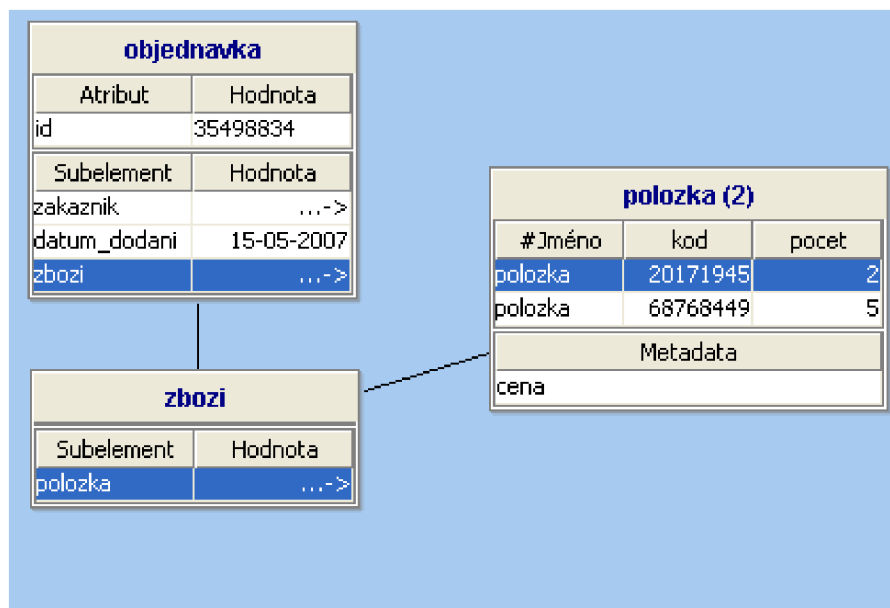 objednavka
Atribut Hodnota
id 35498834
Subelement Hodnota
zakaznik ...->
datum_dodani 15-05-2007
zbozi ...->
polozka (2)
#Jméno kod pocet
polozka 20171945 2
polozka 68768449 5
Metadata
cena
zbozi
Subelement Hodnota
polozka ...->